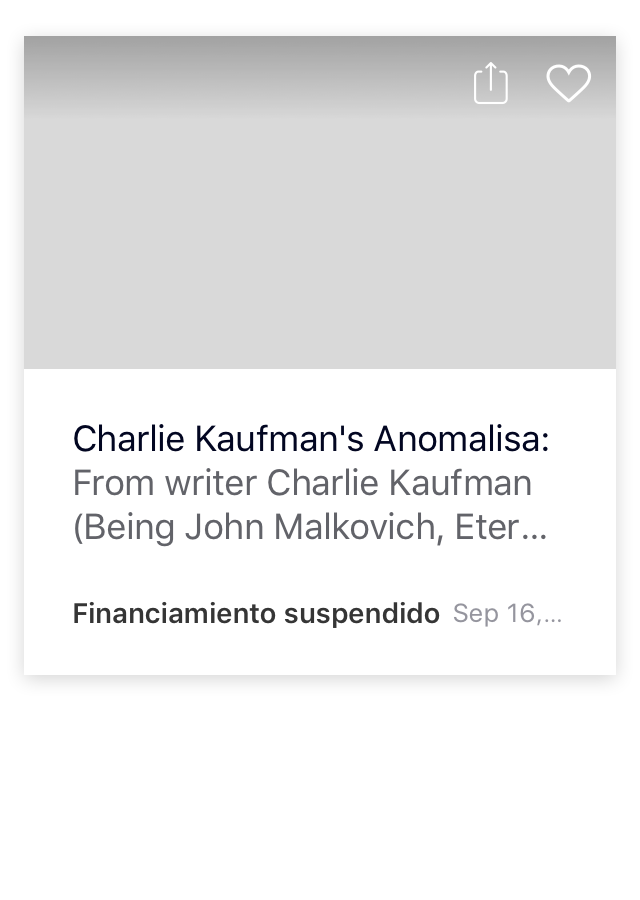 Charlie Kaufman's Anomalisa:
From writer Charlie Kaufman
(Being John Malkovich, Eter…
Financiamiento suspendido Sep 16,…